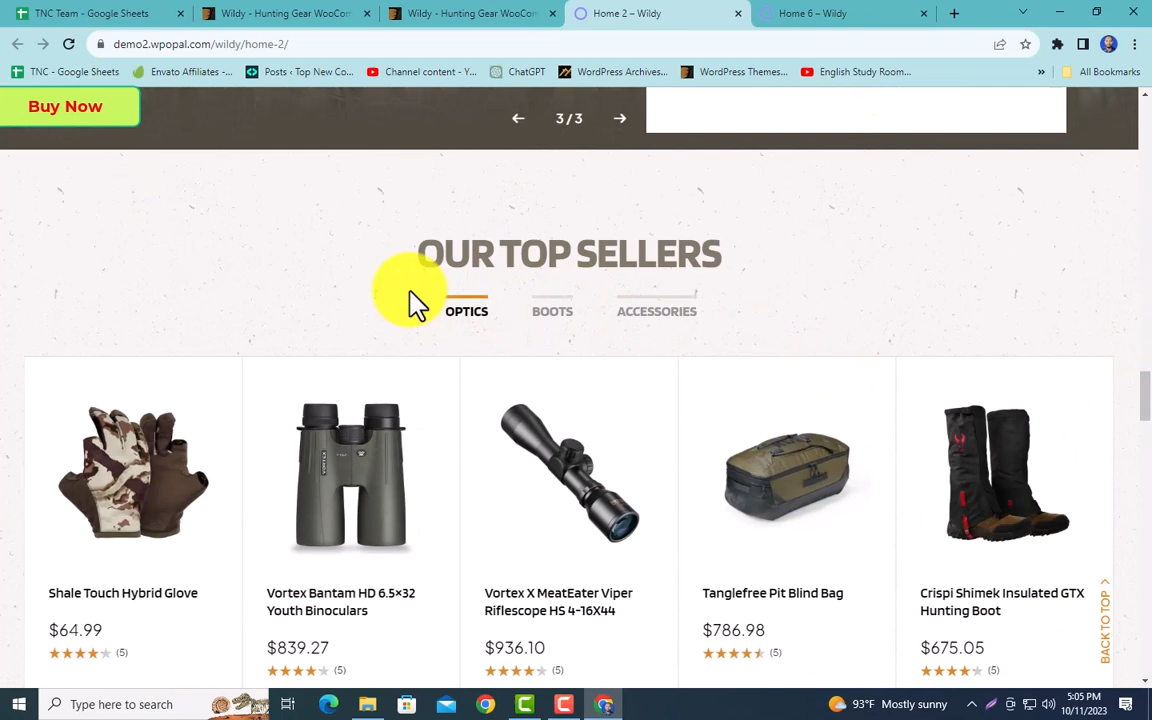 TNC Team - Google Sheets
Wildy - Hunting Gear WooCom
Wildy - Hunting Gear WooCom
Home 2 – Wildy
Home 6 – Wildy
demo2.wpopal.com/wildy/home-2/
TNC - Google Sheets
Envato Affiliates -...
Posts ‹ Top New Co...
Channel content - Y...
ChatGPT
WordPress Archives...
WordPress Themes...
English Study Room...
»
All Bookmarks
Buy Now
3/3
OUR TOP SELLERS
OPTICS BOOTS ACCESSORIES
Shale Touch Hybrid Glove
$64.99
(5)
Vortex Bantam HD 6.5×32
Youth Binoculars
$839.27
(5)
Vortex X MeatEater Viper
Riflescope HS 4-16X44
$936.10
(5)
Tanglefree Pit Blind Bag
$786.98
(5)
Crispi Shimek Insulated GTX
Hunting Boot
$675.05
(5)
BACK TO TOP
Type here to search
93°F Mostly sunny
5:05 PM
10/11/2023